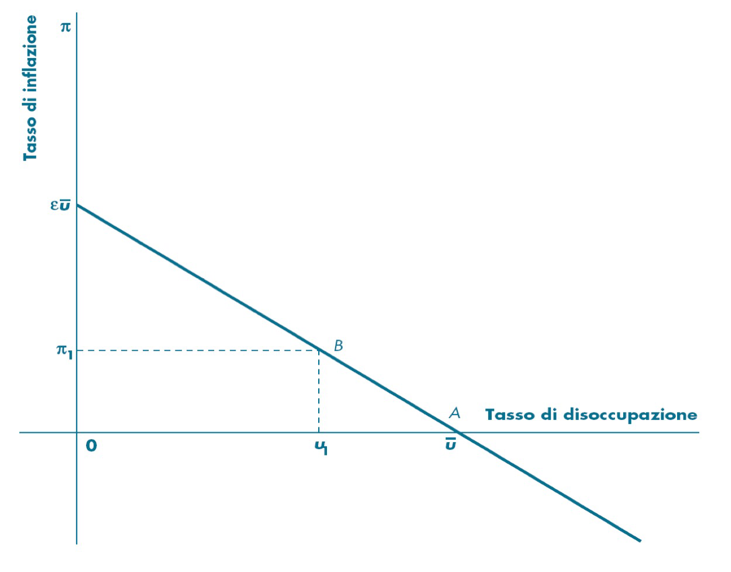 π
Tasso di inflazione
εū
π1
B
A
Tasso di disoccupazione
0
u1
ū